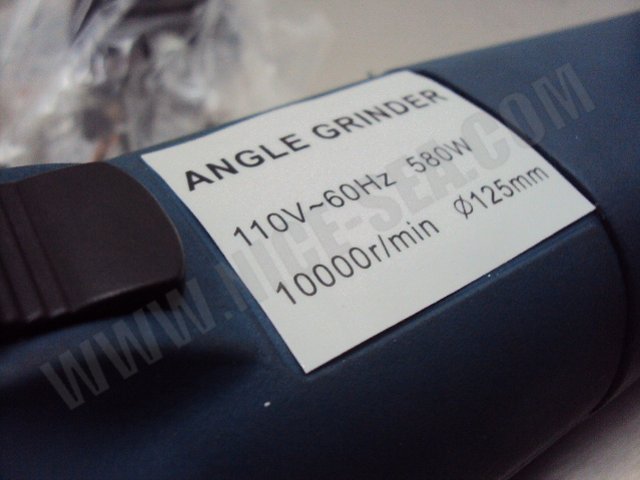 ANGLE GRINDER
110V~60Hz 580W
10000r/min Ø125mm
WWW.NICE-SEA.COM